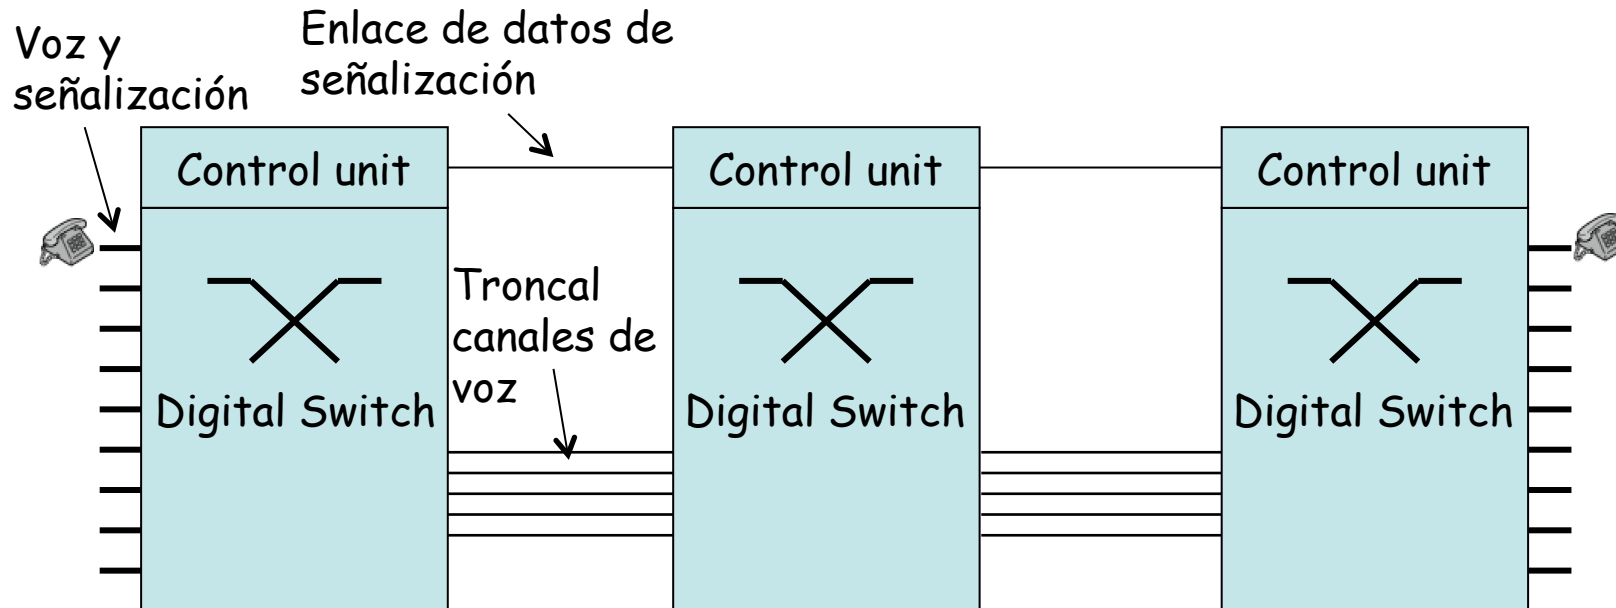 Voz y
señalización
Enlace de datos de
señalización
Control unit
Control unit
Control unit
Troncal
canales de
voz
Digital Switch
Digital Switch
Digital Switch